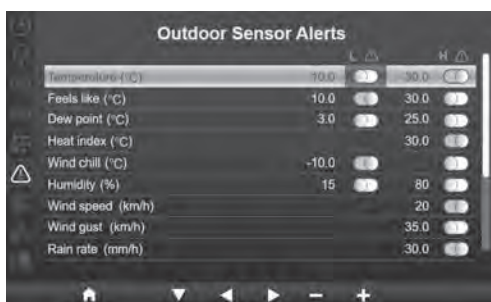 Outdoor Sensor Alerts
L H
Temperature (°C) 10.0 30.0
Feels like (°C) 10.0 30.0
Dew point (°C) 3.0 25.0
Heat index (°C) 30.0
Wind chill (°C) -10.0
Humidity (%) 15 80
Wind speed (km/h) 20
Wind gust (km/h) 35.0
Rain rate (mm/h) 30.0